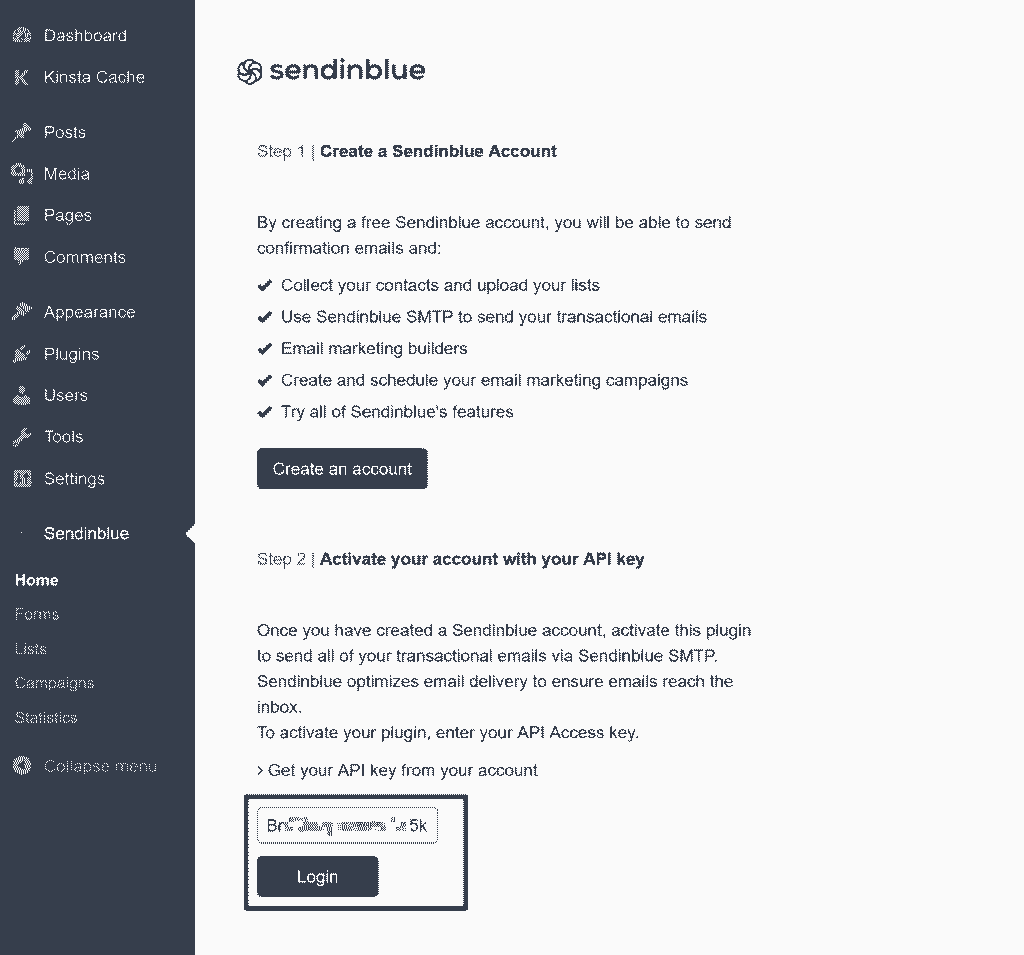 Dashboard
Kinsta Cache
Posts
Media
Pages
Comments
Appearance
Plugins
Users
Tools
Settings
Sendinblue
Home
Forms
Lists
Campaigns
Statistics
Collapse menu
sendinblue
Step 1 | Create a Sendinblue Account
By creating a free Sendinblue account, you will be able to send
confirmation emails and:
Collect your contacts and upload your lists
Use Sendinblue SMTP to send your transactional emails
Email marketing builders
Create and schedule your email marketing campaigns
Try all of Sendinblue's features
Create an account
Step 2 | Activate your account with your API key
Once you have created a Sendinblue account, activate this plugin
to send all of your transactional emails via Sendinblue SMTP.
Sendinblue optimizes email delivery to ensure emails reach the
inbox.
To activate your plugin, enter your API Access key.
> Get your API key from your account
5k
Login